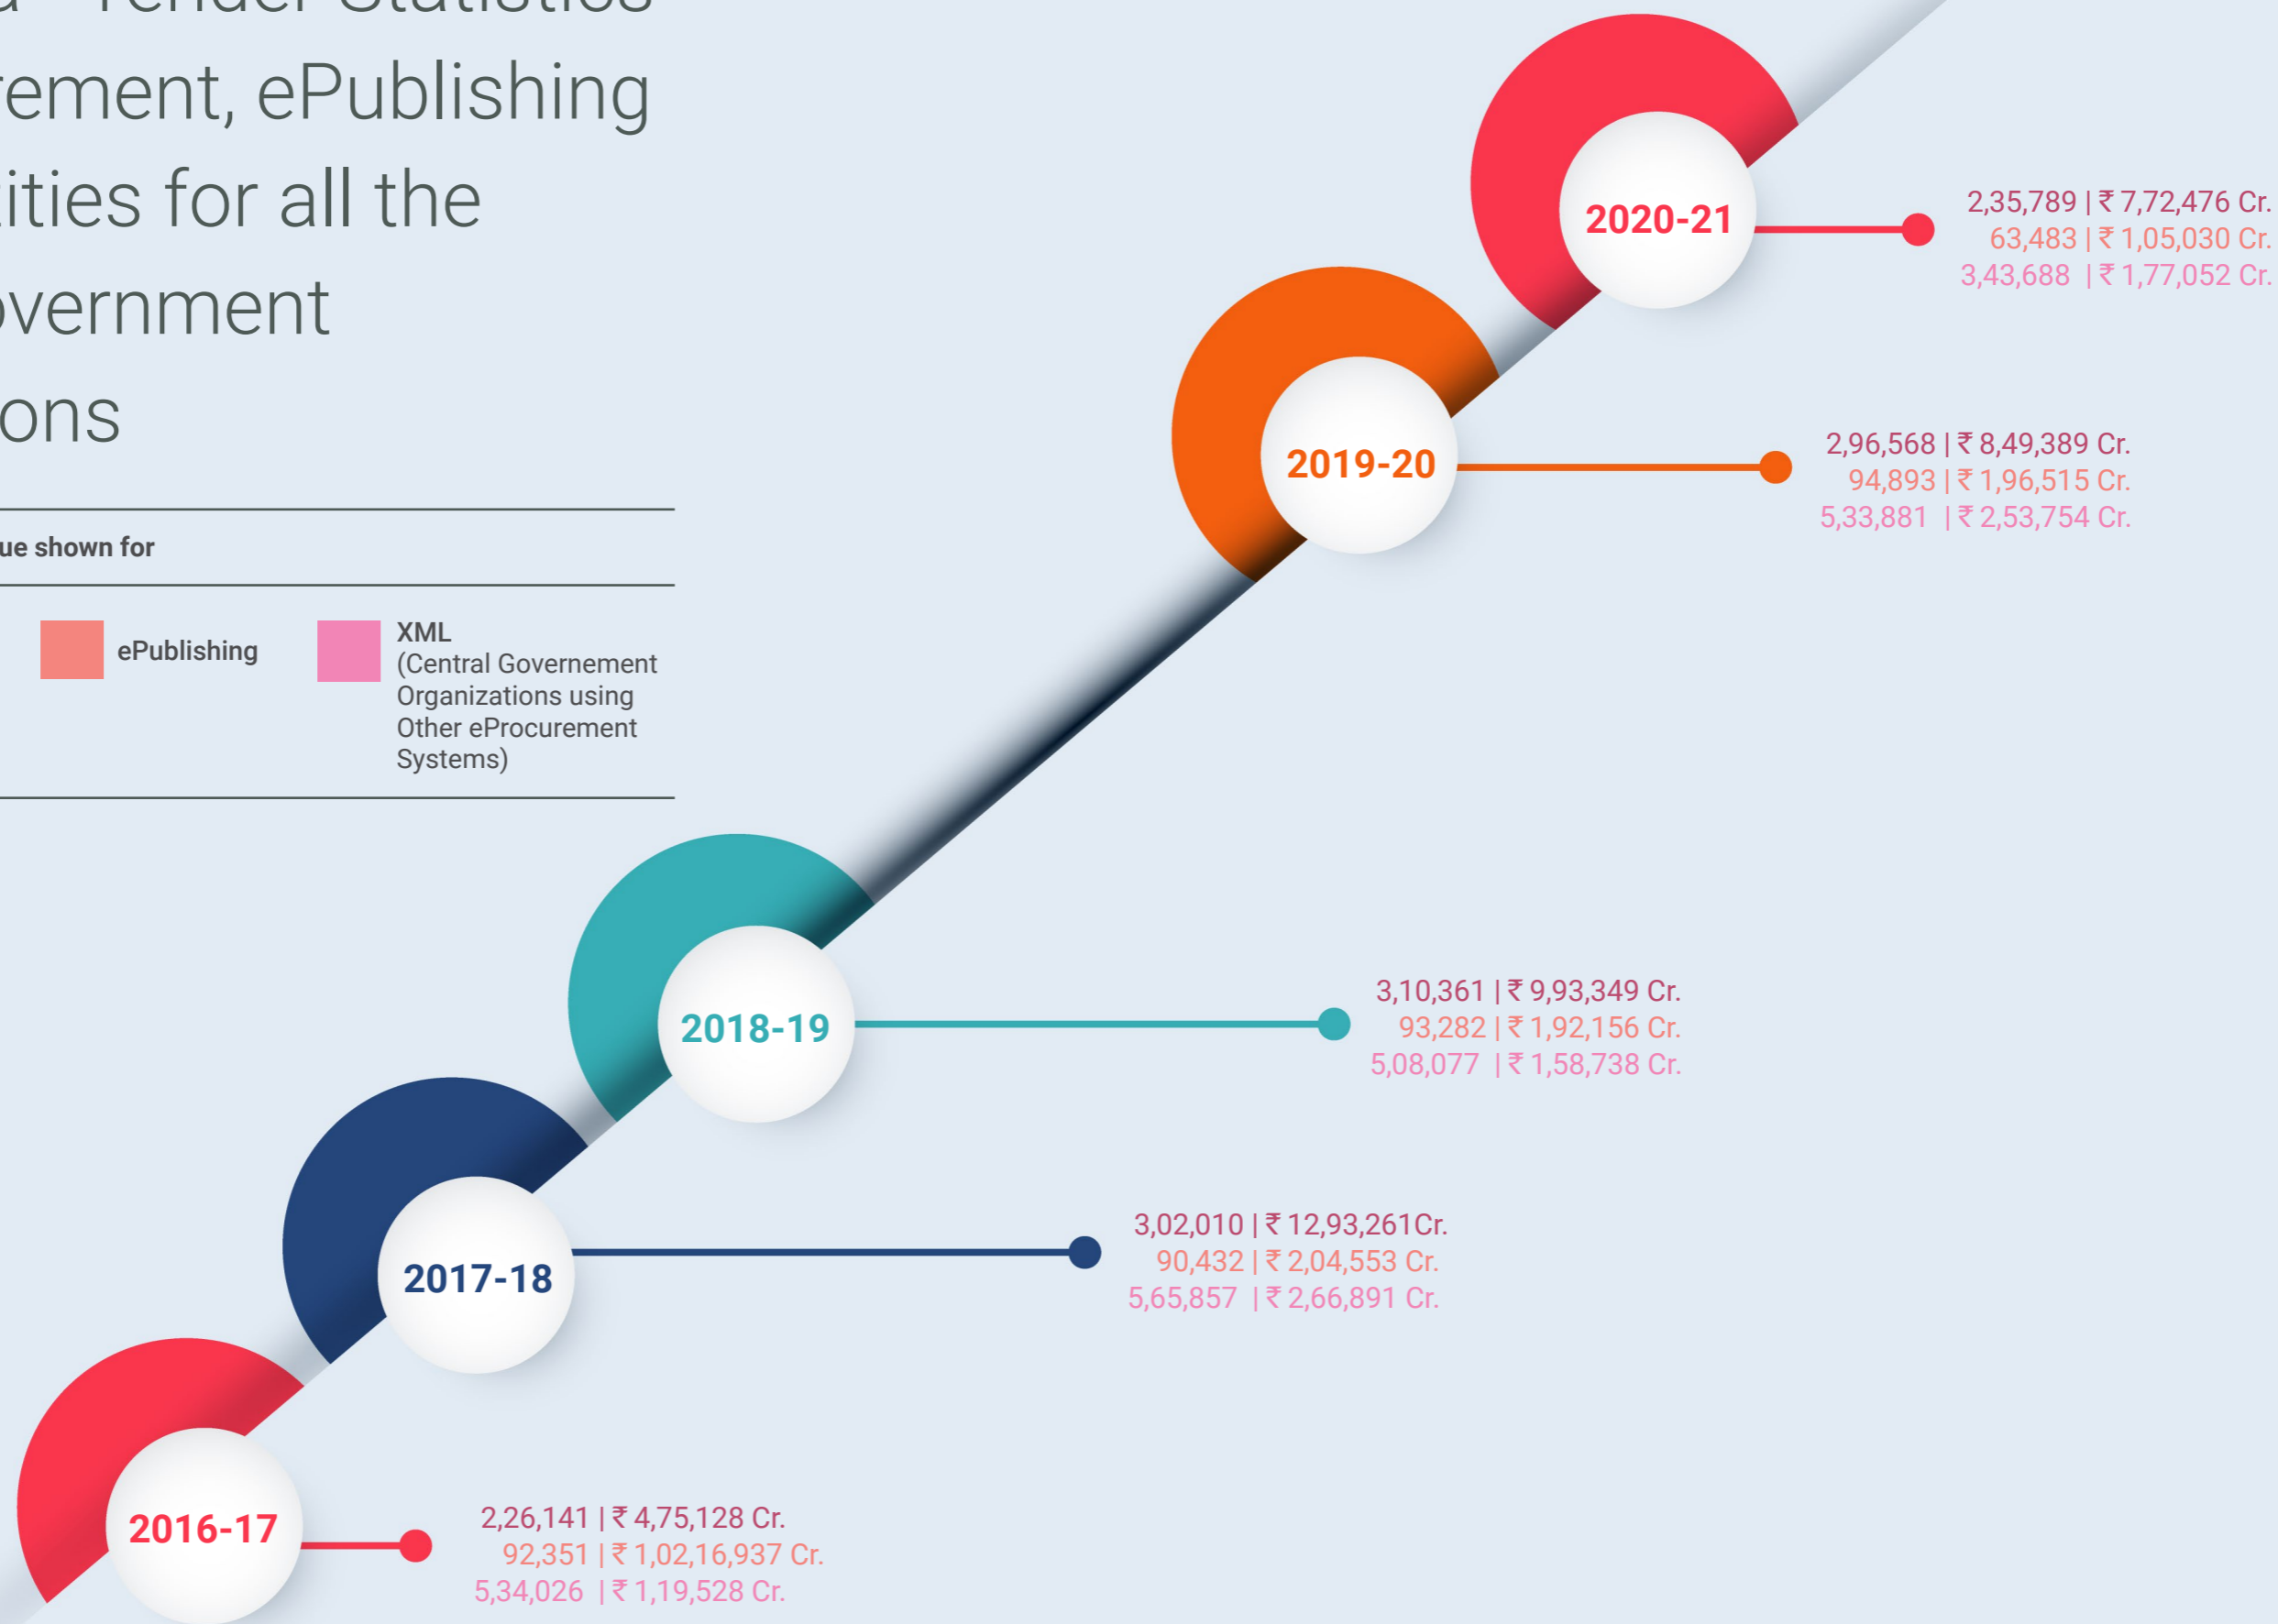 Tender Statistics
ePublishing
for all the
ue shown for
ePublishing
XML
(Central Governement
Organizations using
Other eProcurement
Systems)
2020-21
2,35,789 | ₹ 7,72,476 Cr.
63,483 | ₹ 1,05,030 Cr.
3,43,688 | ₹ 1,77,052 Cr.
2019-20
2,96,568 | ₹ 8,49,389 Cr.
94,893 | ₹ 1,96,515 Cr.
5,33,881 | ₹ 2,53,754 Cr.
2018-19
3,10,361 | ₹ 9,93,349 Cr.
93,282 | ₹ 1,92,156 Cr.
5,08,077 | ₹ 1,58,738 Cr.
2017-18
3,02,010 | ₹ 12,93,261Cr.
90,432 | ₹ 2,04,553 Cr.
5,65,857 | ₹ 2,66,891 Cr.
2016-17
2,26,141 | ₹ 4,75,128 Cr.
92,351 | ₹ 1,02,16,937 Cr.
5,34,026 | ₹ 1,19,528 Cr.